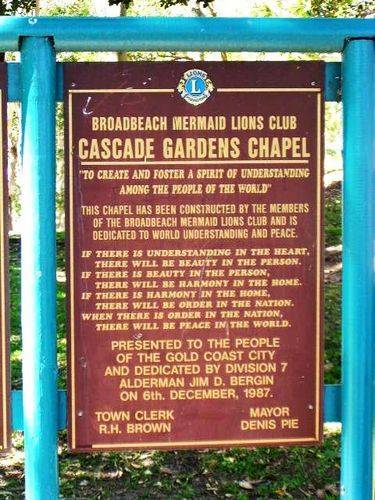 LIONS
L
BROADBEACH MERMAID LIONS CLUB
CASCADE GARDENS CHAPEL
"TO CREATE AND FOSTER A SPIRIT OF UNDERSTANDING
AMONG THE PEOPLE OF THE WORLD"
THIS CHAPEL HAS BEEN CONSTRUCTED BY THE MEMBERS
OF THE BROADBEACH MERMAID LIONS CLUB AND IS
DEDICATED TO WORLD UNDERSTANDING AND PEACE.
IF THERE IS UNDERSTANDING IN THE HEART,
THERE WILL BE BEAUTY IN THE PERSON.
IF THERE IS BEAUTY IN THE PERSON,
THERE WILL BE HARMONY IN THE HOME.
IF THERE IS HARMONY IN THE HOME,
THERE WILL BE ORDER IN THE NATION.
WHEN THERE IS ORDER IN THE NATION,
THERE WILL BE PEACE IN THE WORLD.
PRESENTED TO THE PEOPLE
OF THE GOLD COAST CITY
AND DEDICATED BY DIVISION 7
ALDERMAN JIM D. BERGIN
ON 6th. DECEMBER, 1987.
TOWN CLERK MAYOR
R.H. BROWN DENIS PIE